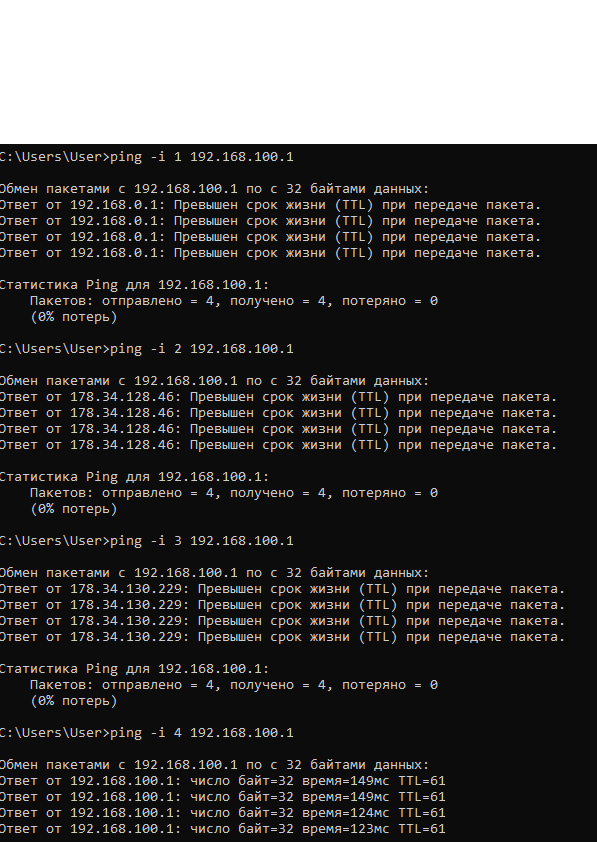 C:\Users\User>ping -i 1 192.168.100.1
Обмен пакетами с 192.168.100.1 по с 32 байтами данных:
Ответ от 192.168.0.1: Превышен срок жизни (TTL) при передаче пакета.
Ответ от 192.168.0.1: Превышен срок жизни (TTL) при передаче пакета.
Ответ от 192.168.0.1: Превышен срок жизни (TTL) при передаче пакета.
Ответ от 192.168.0.1: Превышен срок жизни (TTL) при передаче пакета.
Статистика Ping для 192.168.100.1:
Пакетов: отправлено = 4, получено = 4, потеряно = 0
(0% потерь)
C:\Users\User>ping -i 2 192.168.100.1
Обмен пакетами с 192.168.100.1 по с 32 байтами данных:
Ответ от 178.34.128.46: Превышен срок жизни (TTL) при передаче пакета.
Ответ от 178.34.128.46: Превышен срок жизни (TTL) при передаче пакета.
Ответ от 178.34.128.46: Превышен срок жизни (TTL) при передаче пакета.
Ответ от 178.34.128.46: Превышен срок жизни (TTL) при передаче пакета.
Статистика Ping для 192.168.100.1:
Пакетов: отправлено = 4, получено = 4, потеряно = 0
(0% потерь)
C:\Users\User>ping -i 3 192.168.100.1
Обмен пакетами с 192.168.100.1 по с 32 байтами данных:
Ответ от 178.34.130.229: Превышен срок жизни (TTL) при передаче пакета.
Ответ от 178.34.130.229: Превышен срок жизни (TTL) при передаче пакета.
Ответ от 178.34.130.229: Превышен срок жизни (TTL) при передаче пакета.
Ответ от 178.34.130.229: Превышен срок жизни (TTL) при передаче пакета.
Статистика Ping для 192.168.100.1:
Пакетов: отправлено = 4, получено = 4, потеряно = 0
(0% потерь)
C:\Users\User>ping -i 4 192.168.100.1
Обмен пакетами с 192.168.100.1 по с 32 байтами данных:
Ответ от 192.168.100.1: число байт=32 время=149мс TTL=61
Ответ от 192.168.100.1: число байт=32 время=149мс TTL=61
Ответ от 192.168.100.1: число байт=32 время=124мс TTL=61
Ответ от 192.168.100.1: число байт=32 время=123мс TTL=61